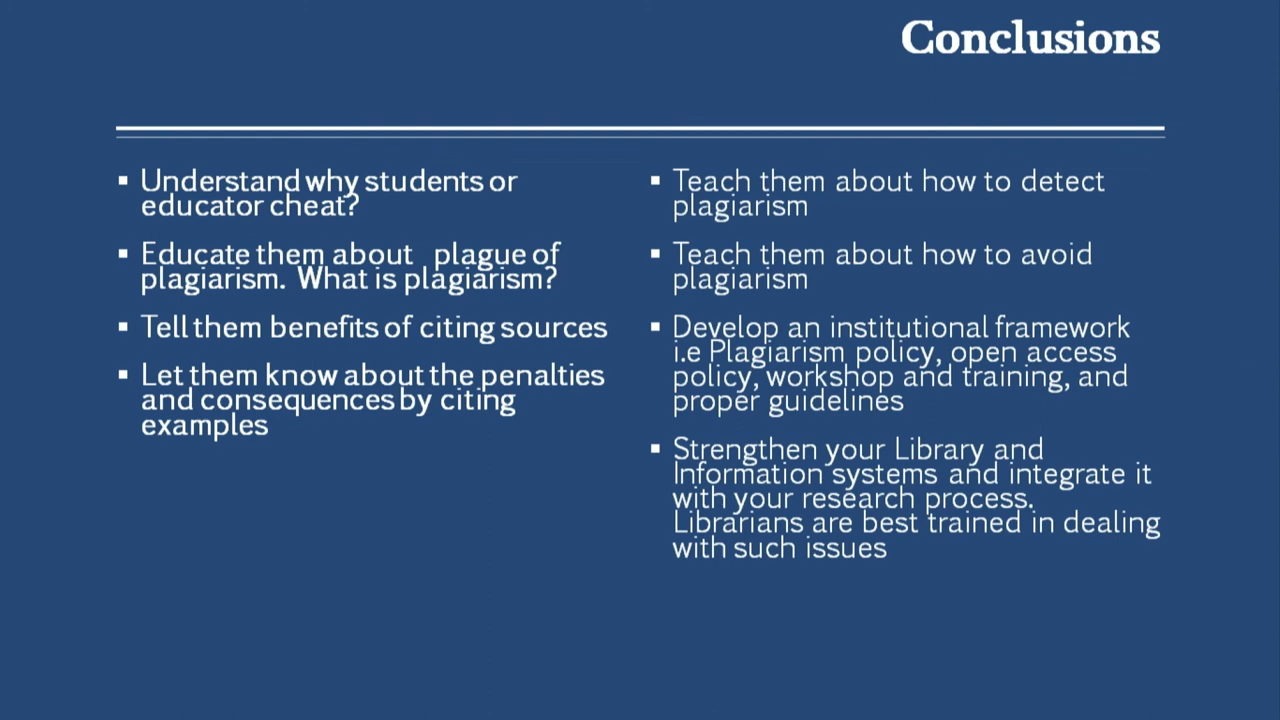 Conclusions
▪ Understand why students or
educator cheat?
▪ Educate them about plague of
plagiarism. What is plagiarism?
▪ Tell them benefits of citing sources
▪ Let them know about the penalties
and consequences by citing
examples
▪ Teach them about how to detect
plagiarism
▪ Teach them about how to avoid
plagiarism
▪ Develop an institutional framework
i.e Plagiarism policy, open access
policy, workshop and training, and
proper guidelines
▪ Strengthen your Library and
Information systems and integrate it
with your research process.
Librarians are best trained in dealing
with such issues